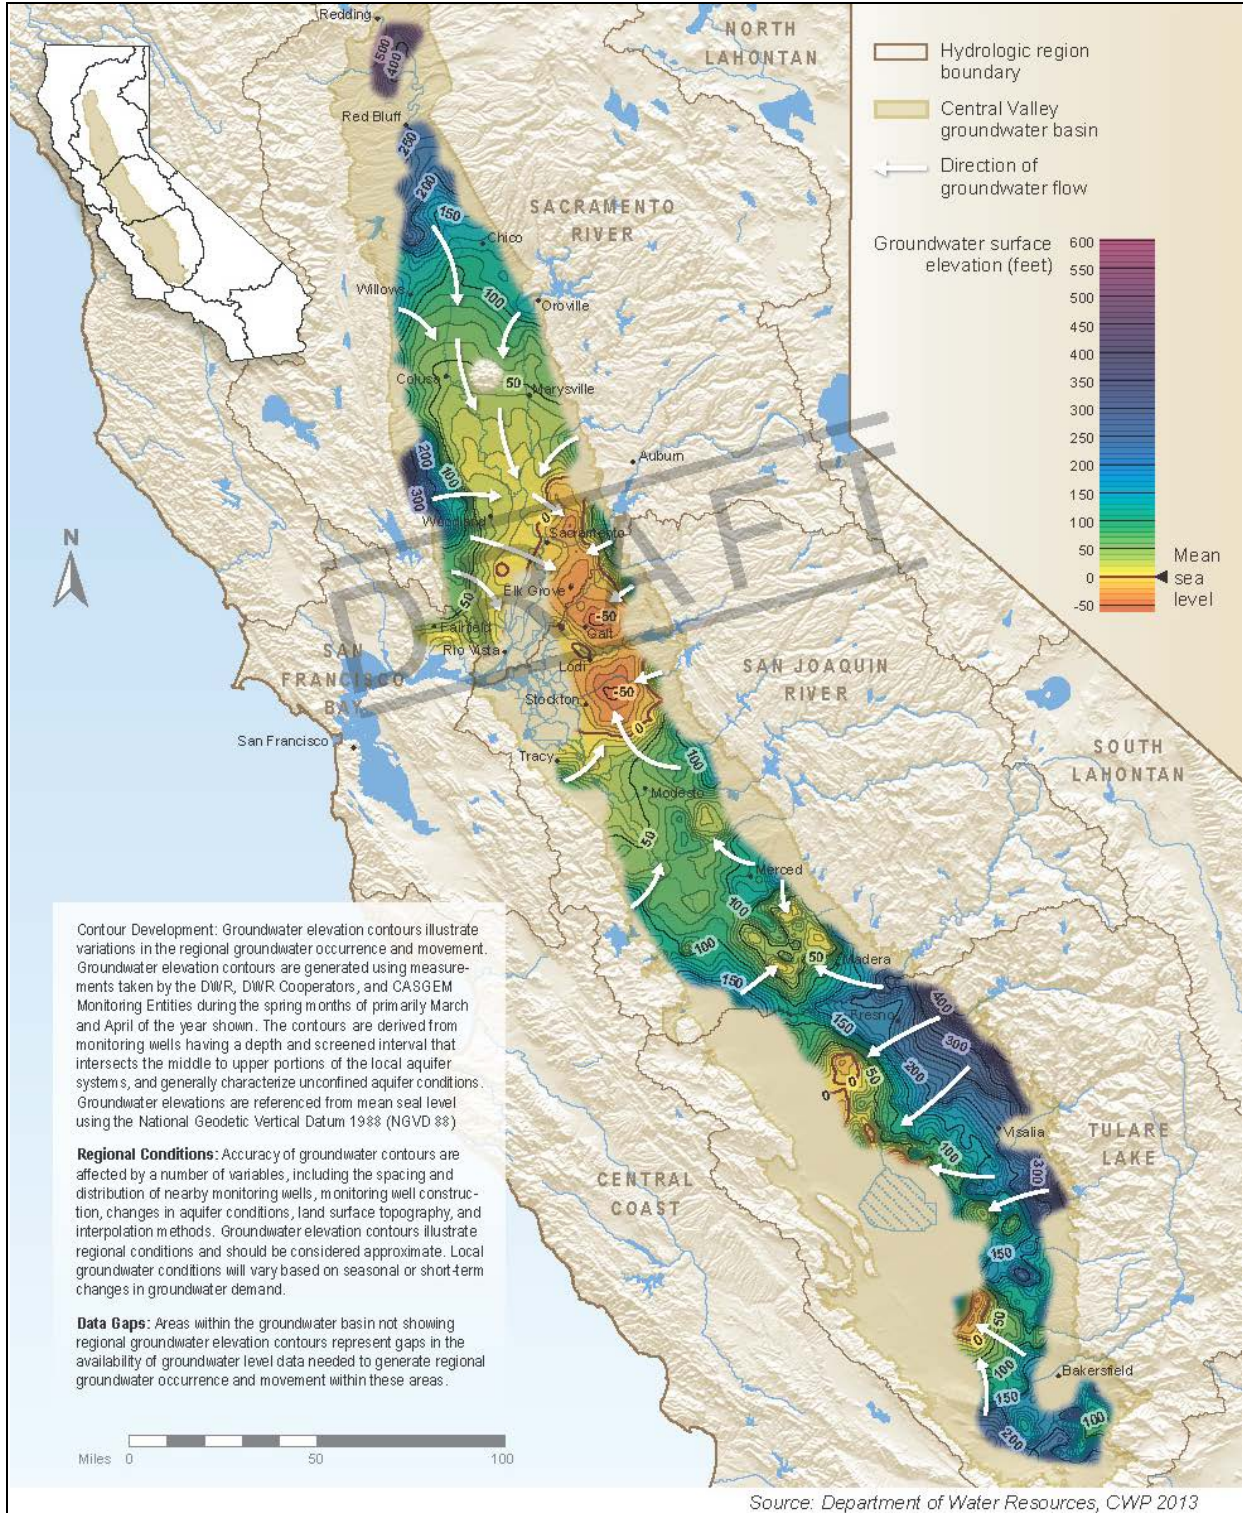 Redding
500
400
NORTH
LAHONTAN
Hydrologic region
boundary
Central Valley
groundwater basin
Direction of
groundwater flow
Red Bluff
250
200
150
SACRAMENTO
RIVER
Chico
Groundwater surface
elevation (feet)
600
550
500
450
400
350
300
250
200
150
100
50
0
-50
Mean
sea
level
Willows
100
Oroville
Colusa
50
Marysville
Auburn
200
100
300
Woodland
0
Sacramento
DRAFT
N
50
Elk Grove
-50
Fairfield
Galt
Rio Vista
Lodi
SAN
FRANCISCO
BAY
SAN JOAQUIN
RIVER
Stockton
-50
0
San Francisco
Tracy
100
SOUTH
LAHONTAN
Modesto
50
Merced
100
100
50
Madera
150
400
150
Fresno
300
200
50
0
0
Visalia
TULARE
LAKE
100
300
CENTRAL
COAST
150
50
0
100
Bakersfield
150
100
200
Contour Development: Groundwater elevation contours illustrate
variations in the regional groundwater occurrence and movement.
Groundwater elevation contours are generated using measure-
ments taken by the DWR, DWR Cooperators, and CASGEM
Monitoring Entities during the spring months of primarily March
and April of the year shown. The contours are derived from
monitoring wells having a depth and screened interval that
intersects the middle to upper portions of the local aquifer
systems, and generally characterize unconfined aquifer conditions.
Groundwater elevations are referenced from mean seal level
using the National Geodetic Vertical Datum 1988 (NGVD 88)
Regional Conditions: Accuracy of groundwater contours are
affected by a number of variables, including the spacing and
distribution of nearby monitoring wells, monitoring well construc-
tion, changes in aquifer conditions, land surface topography, and
interpolation methods. Groundwater elevation contours illustrate
regional conditions and should be considered approximate. Local
groundwater conditions will vary based on seasonal or short-term
changes in groundwater demand.
Data Gaps: Areas within the groundwater basin not showing
regional groundwater elevation contours represent gaps in the
availability of groundwater level data needed to generate regional
groundwater occurrence and movement within these areas.
Miles 0 50 100
Source: Department of Water Resources, CWP 2013